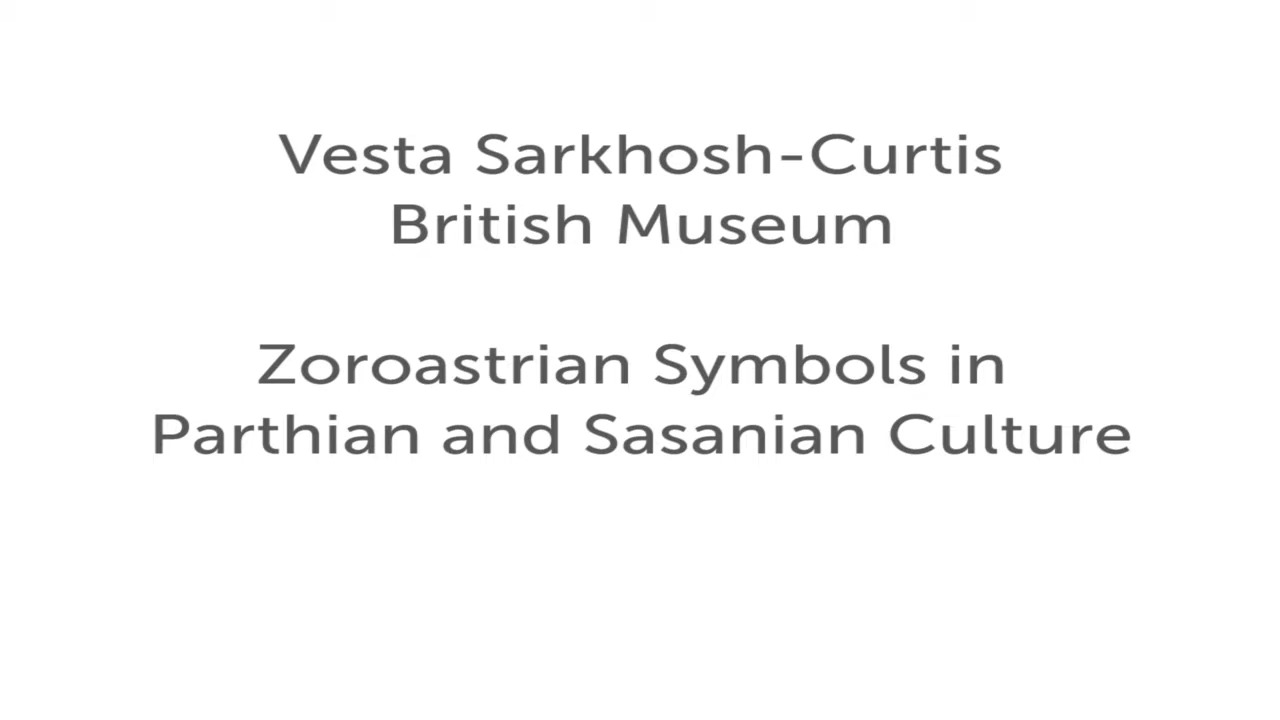 Vesta Sarkhosh-Curtis
British Museum
Zoroastrian Symbols in
Parthian and Sasanian Culture